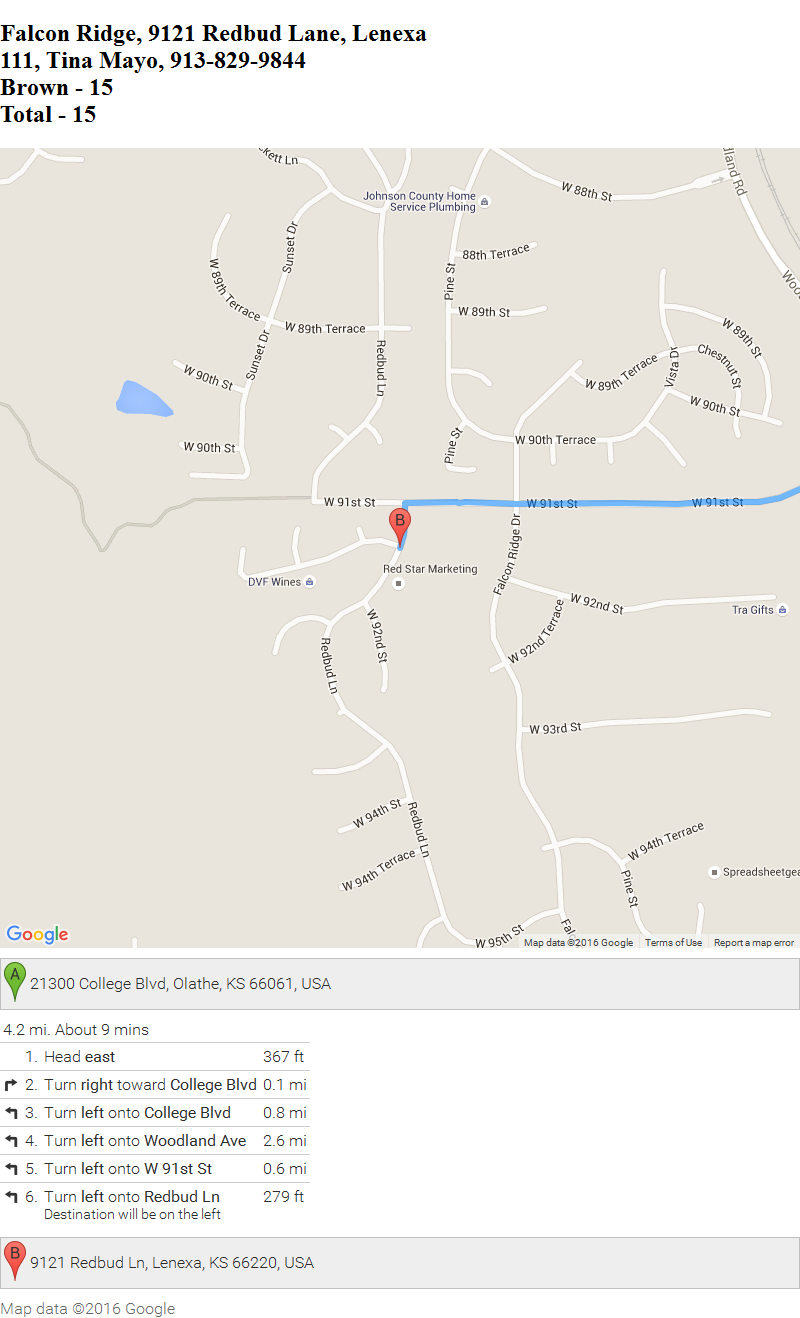 Falcon Ridge, 9121 Redbud Lane, Lenexa
111, Tina Mayo, 913-829-9844
Brown - 15
Total - 15
ckett Ln
W 88th St
dland Rd
Johnson County Home
Service Plumbing
Sunset Dr
88th Terrace
Pine St
W 89th Terrace
Woo
W 89th St
W 89th Terrace
W 89th St
Sunset Dr
Redbud Ln
Vista Dr
Chestnut St
W 90th St
W 89th Terrace
W 90th St
W 90th St
Pine St
W 90th Terrace
W 91st St
W 91st St
W 91st St
B
Falcon Ridge Dr
Red Star Marketing
DVF Wines
W 92nd St
Tra Gifts
W 92nd St
W 92nd Terrace
Redbud Ln
W 93rd St
W 94th St
Redbud Ln
W 94th Terrace
W 94th Terrace
Pine St
Spreadsheetgea
W 95th St
Falc
Google
Map data ©2016 Google
Terms of Use
Report a map error
A
21300 College Blvd, Olathe, KS 66061, USA
4.2 mi. About 9 mins
1. Head east 367 ft
2. Turn right toward College Blvd 0.1 mi
3. Turn left onto College Blvd 0.8 mi
4. Turn left onto Woodland Ave 2.6 mi
5. Turn left onto W 91st St 0.6 mi
6. Turn left onto Redbud Ln 279 ft
Destination will be on the left
B
9121 Redbud Ln, Lenexa, KS 66220, USA
Map data ©2016 Google